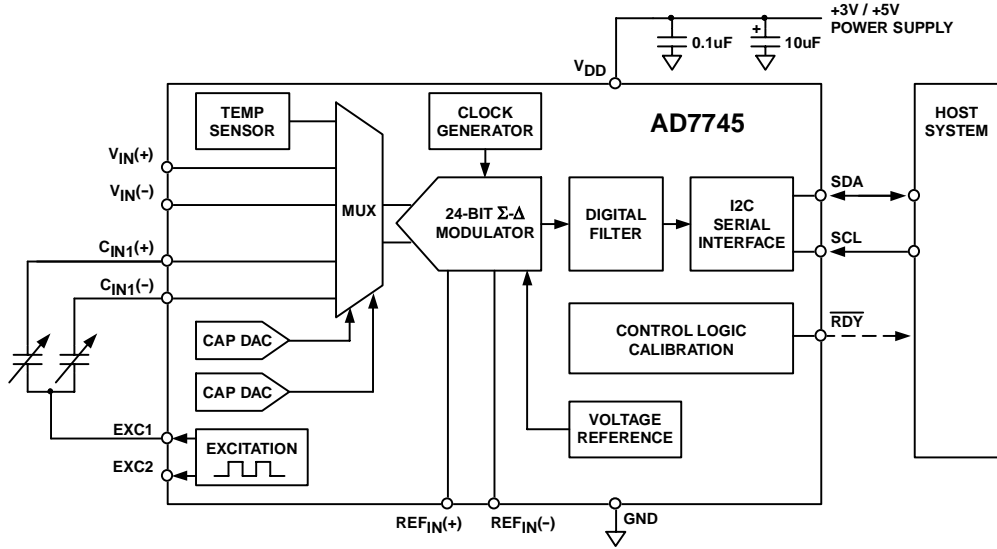 +3V / +5V
POWER SUPPLY
0.1uF
+
10uF
VDD
TEMP
SENSOR
CLOCK
GENERATOR
AD7745
HOST
SYSTEM
VIN(+)
VIN(−)
MUX
24-BIT Σ-Δ
MODULATOR
DIGITAL
FILTER
I2C
SERIAL
INTERFACE
SDA
SCL
CIN1(+)
CIN1(−)
CAP DAC
CAP DAC
CONTROL LOGIC
CALIBRATION
RDY
VOLTAGE
REFERENCE
EXC1
EXC2
EXCITATION
REFIN(+)
REFIN(−)
GND